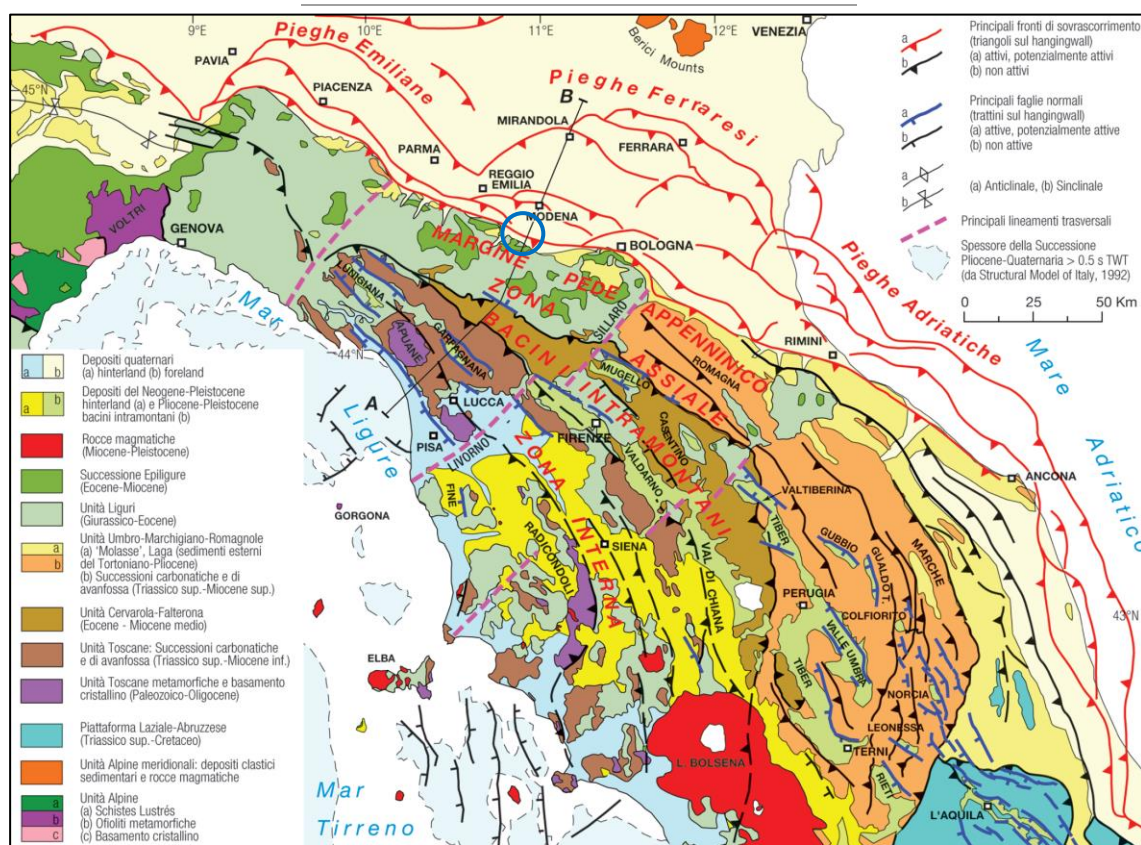 9°E
10°E
11°E
12°E
VENEZIA
Berici Mounts
PAVIA
Pieghe Emiliane
45°N
PIACENZA
B
Pieghe Ferraresi
MIRANDOLA
FERRARA
PARMA
REGGIO
EMILIA
MODENA
BOLOGNA
VOLTRI
GENOVA
MARGINE
PEDE
APPENNINICO
ZONA
ASSIALE
BACINI INTRAMONTANI
ZONA
INTERNA
Pieghe Adriatiche
Mare
Adriatico
Mar
Ligure
LUNIGIANA
APUANE
GARFAGNANA
44°N
A
LUCCA
PISA
LIVORNO
SILLARO
MUGELLO
ROMAGNA
RIMINI
FIRENZE
CASENTINO
VALDARNO
FINE
GORGONA
RADICONDOLI
SIENA
VAL DI CHIANA
VALTIBERINA
TIBER
GUBBIO
GUALDO T.
MARCHE
ANCONA
43°N
PERUGIA
COLFIORITO
VALLE UMBRA
TIBER
NORCIA
LEONESSA
TERNI
RIETI
L'AQUILA
ELBA
L. BOLSENA
Mar
Tirreno
a
b
Principali fronti di sovrascorrimento
(triangoli sul hangingwall)
(a) attivi, potenzialmente attivi
(b) non attivi
a
b
Principali faglie normali
(trattini sul hangingwall)
(a) attive, potenzialmente attive
(b) non attive
a
b
(a) Anticlinale, (b) Sinclinale
Principali lineamenti trasversali
Spessore della Successione
Pliocene-Quaternaria > 0.5 s TWT
(da Structural Model of Italy, 1992)
0 25 50 Km
a b
Depositi quaternari
(a) hinterland (b) foreland
a b
Depositi del Neogene-Pleistocene
hinterland (a) e Pliocene-Pleistocene
bacini intramontani (b)
Rocce magmatiche
(Miocene-Pleistocene)
Successione Epiligure
(Eocene-Miocene)
Unità Liguri
(Giurassico-Eocene)
a
b
Unità Umbro-Marchigiano-Romagnole
(a) 'Molasse', Laga (sedimenti esterni
del Tortoniano-Pliocene)
(b) Successioni carbonatiche e di
avanfossa (Triassico sup.-Miocene sup.)
Unità Cervarola-Falterona
(Eocene - Miocene medio)
Unità Toscane: Successioni carbonatiche
e di avanfossa (Triassico sup.-Miocene inf.)
Unità Toscane metamorfiche e basamento
cristallino (Paleozoico-Oligocene)
Piattaforma Laziale-Abruzzese
(Triassico sup.-Cretaceo)
Unità Alpine meridionali: depositi clastici
sedimentari e rocce magmatiche
a
b
c
Unità Alpine
(a) Schistes Lustrés
(b) Ofioliti metamorfiche
(c) Basamento cristallino